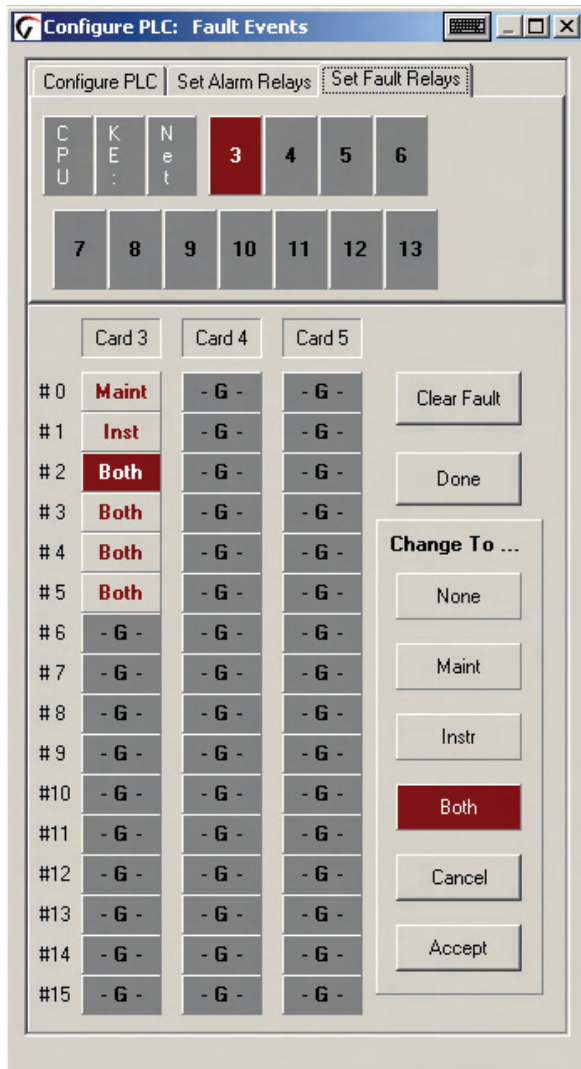 Configure PLC: Fault Events
Configure PLC Set Alarm Relays Set Fault Relays
CPU KE: Net 3 4 5 6
7 8 9 10 11 12 13
Card 3 Card 4 Card 5
#0 Maint - G - - G - Clear Fault
#1 Inst - G - - G -
#2 Both - G - - G - Done
#3 Both - G - - G -
#4 Both - G - - G - Change To ...
#5 Both - G - - G - None
#6 - G - - G - - G -
#7 - G - - G - - G - Maint
#8 - G - - G - - G -
#9 - G - - G - - G - Instr
#10 - G - - G - - G - Both
#11 - G - - G - - G -
#12 - G - - G - - G - Cancel
#13 - G - - G - - G -
#14 - G - - G - - G - Accept
#15 - G - - G - - G -